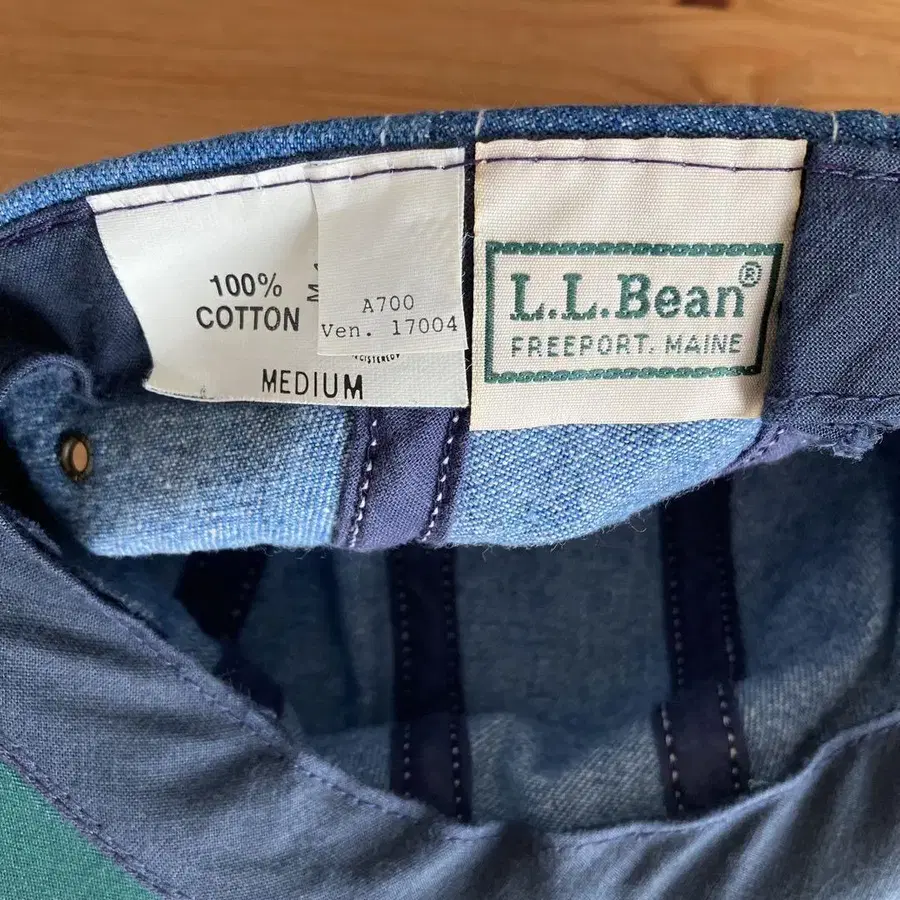 100%
COTTON
MEDIUM
A700
Ven. 17004
L.L.Bean®
FREEPORT, MAINE